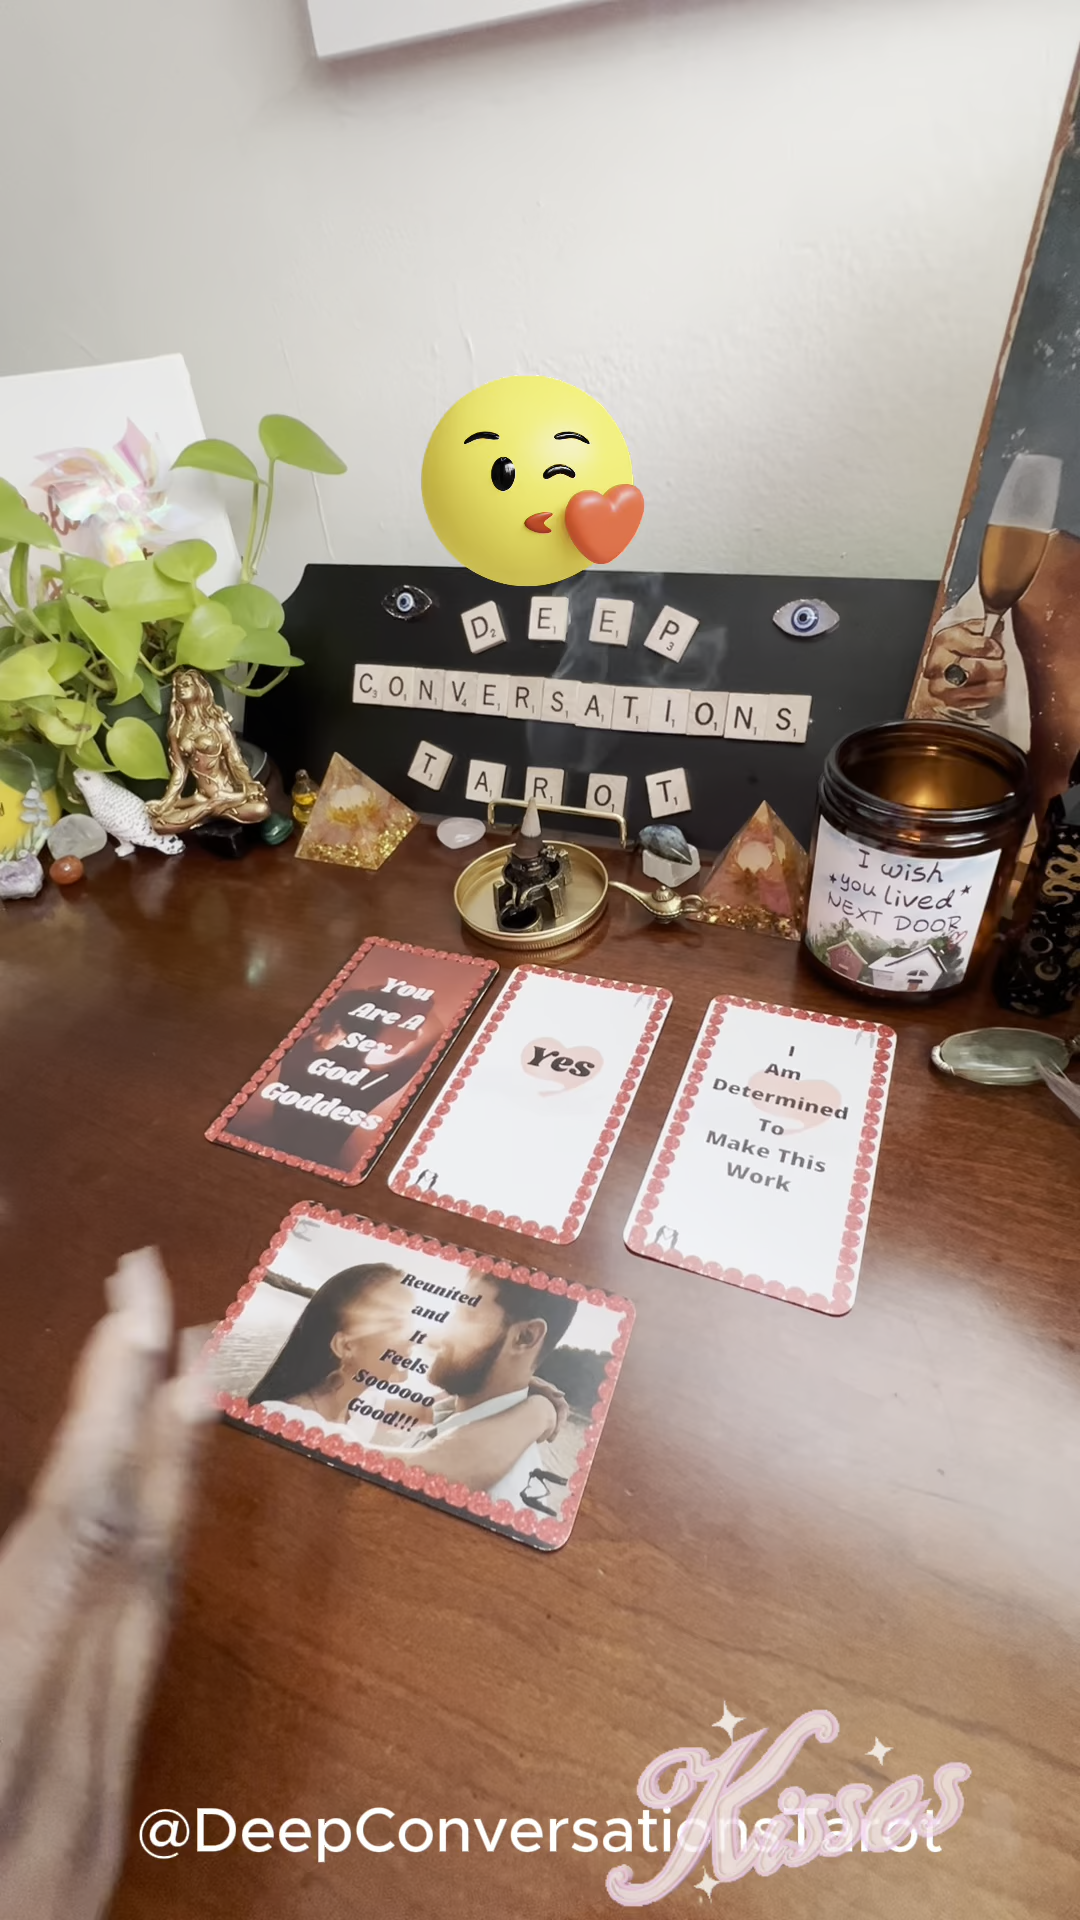 DEEP
CONVERSATIONS
TAROT
I wish
*you lived*
NEXT DOOR
You
Are A
Sex
God /
Goddess
Yes
I
Am
Determined
To
Make This
Work
Reunited
and
It
Feels
Soooooo
Good!!!
@DeepConversationsTarot
Kisses